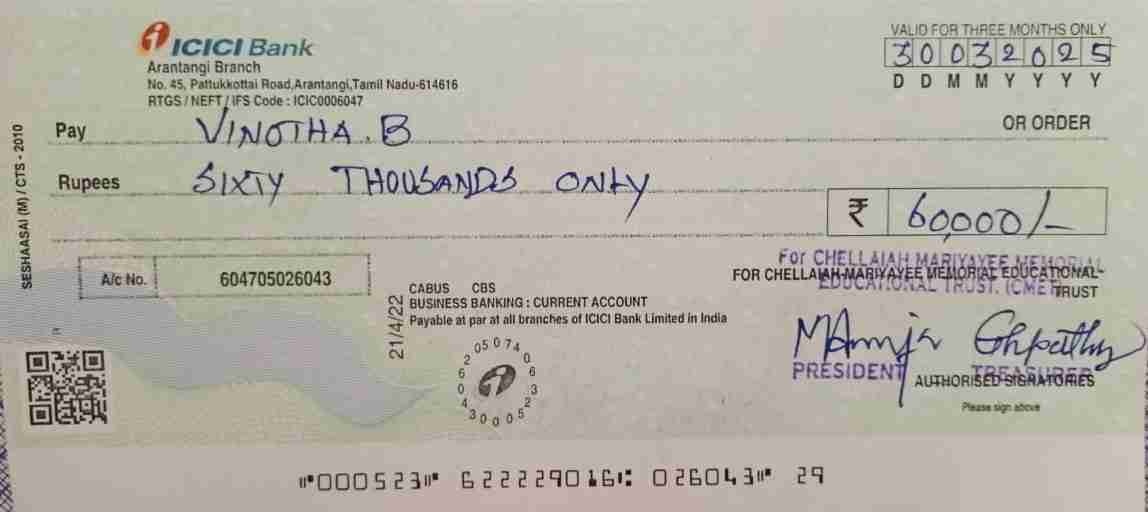 ICICI Bank
Arantangi Branch
No. 45, Pattukkottai Road,Arantangi,Tamil Nadu-614616
RTGS / NEFT / IFS Code : ICIC0006047
VALID FOR THREE MONTHS ONLY
30032025
D D M M Y Y Y Y
Pay VINOTHA. B OR ORDER
Rupees SIXTY THOUSANDS ONLY
₹ 60,000/-
SESHAASAI (M) / CTS - 2010
A/c No. 604705026043
CABUS CBS
BUSINESS BANKING : CURRENT ACCOUNT
Payable at par at all branches of ICICI Bank Limited in India
21/4/22
For CHELLAIAH MARIYAYEE MEMORIAL
EDUCATIONAL TRUST. (CMET)
FOR CHELLAIAH MARIYAYEE MEMORIAL EDUCATIONAL
TRUST
PRESIDENT
TREASURER
AUTHORISED SIGNATORIES
Please sign above
⑈000523⑈ 622229016⑆ 026043⑈ 29